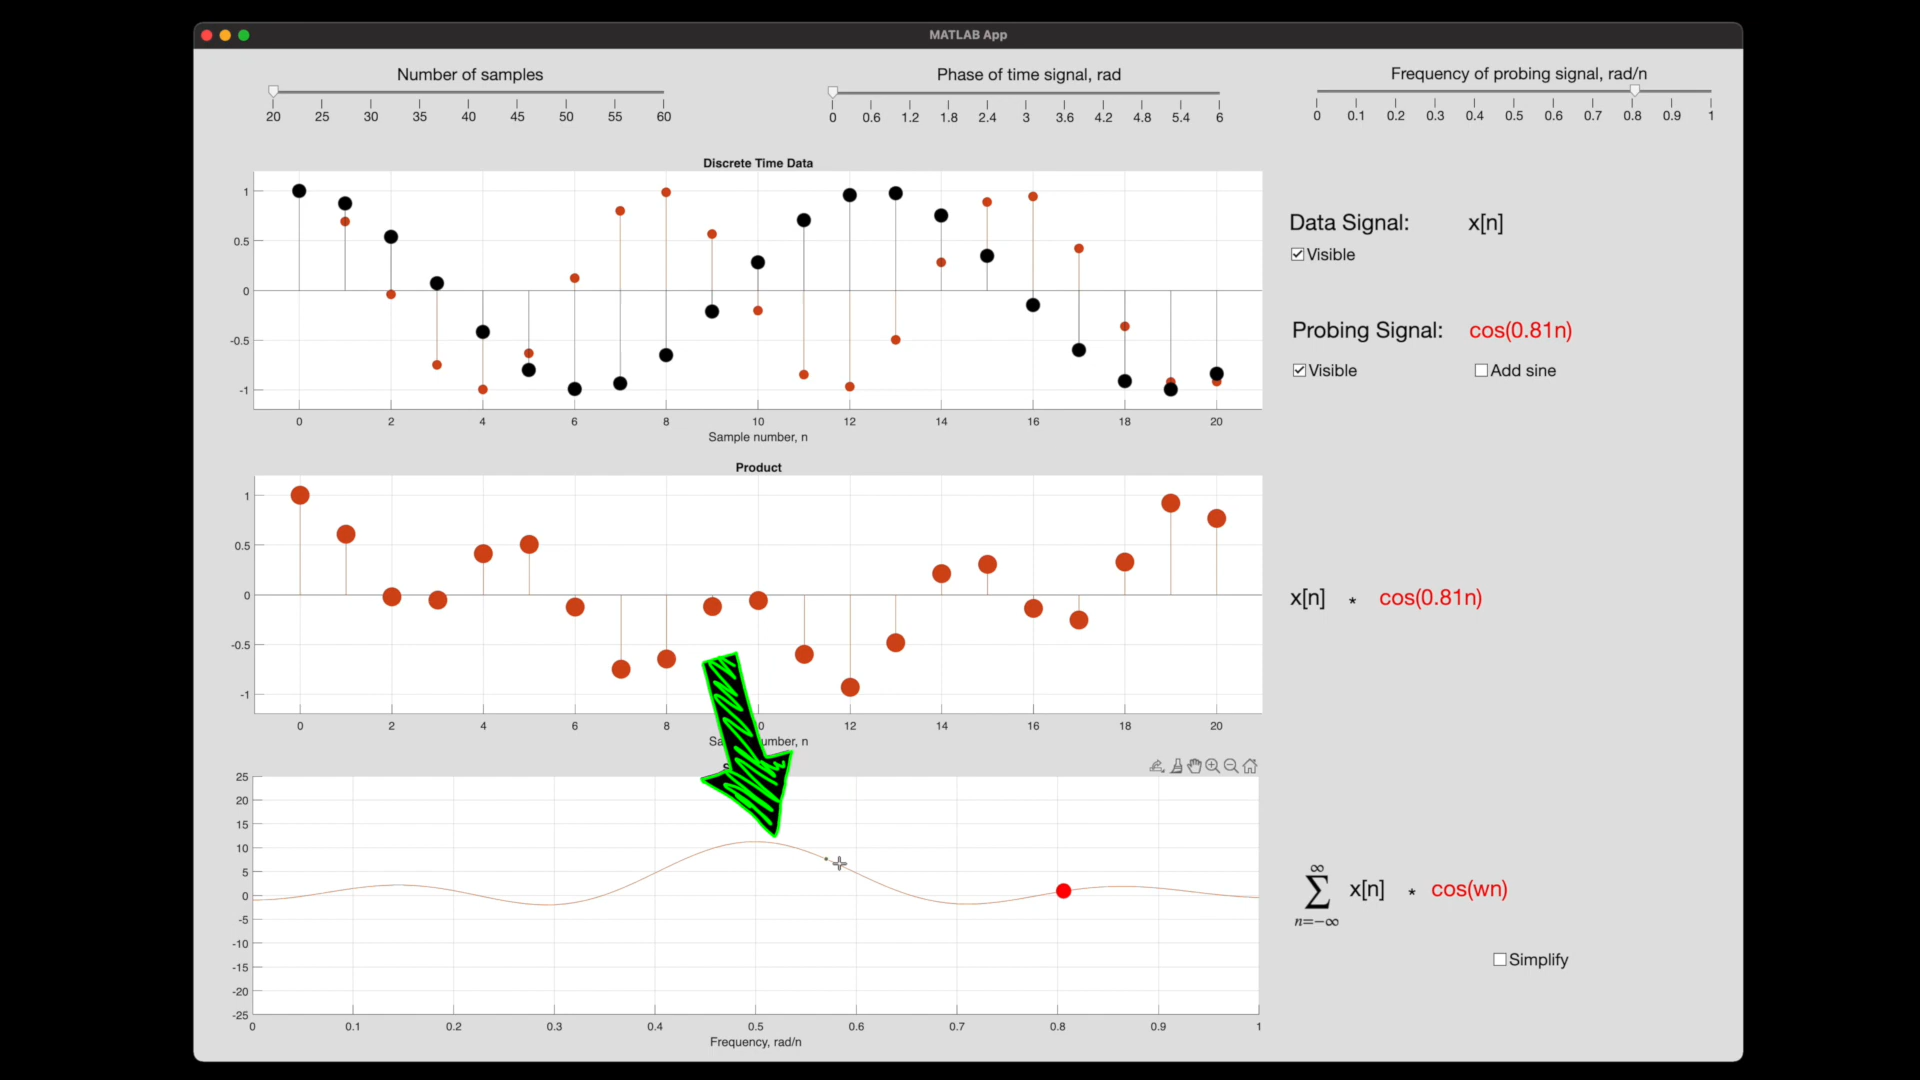 MATLAB App
Number of samples
20 25 30 35 40 45 50 55 60
Phase of time signal, rad
0 0.6 1.2 1.8 2.4 3 3.6 4.2 4.8 5.4 6
Frequency of probing signal, rad/n
0 0.1 0.2 0.3 0.4 0.5 0.6 0.7 0.8 0.9 1
Discrete Time Data
1
0.5
0
-0.5
-1
0 2 4 6 8 10 12 14 16 18 20
Sample number, n
Data Signal: x[n]
Visible
Probing Signal: cos(0.81n)
Visible Add sine
Product
1
0.5
0
-0.5
-1
0 2 4 6 8 0 12 14 16 18 20
Sa umber, n
x[n] * cos(0.81n)
25
20
15
10
5
0
-5
-10
-15
-20
-25
0 0.1 0.2 0.3 0.4 0.5 0.6 0.7 0.8 0.9 1
Frequency, rad/n
∞
∑ x[n] * cos(wn)
n=−∞
Simplify